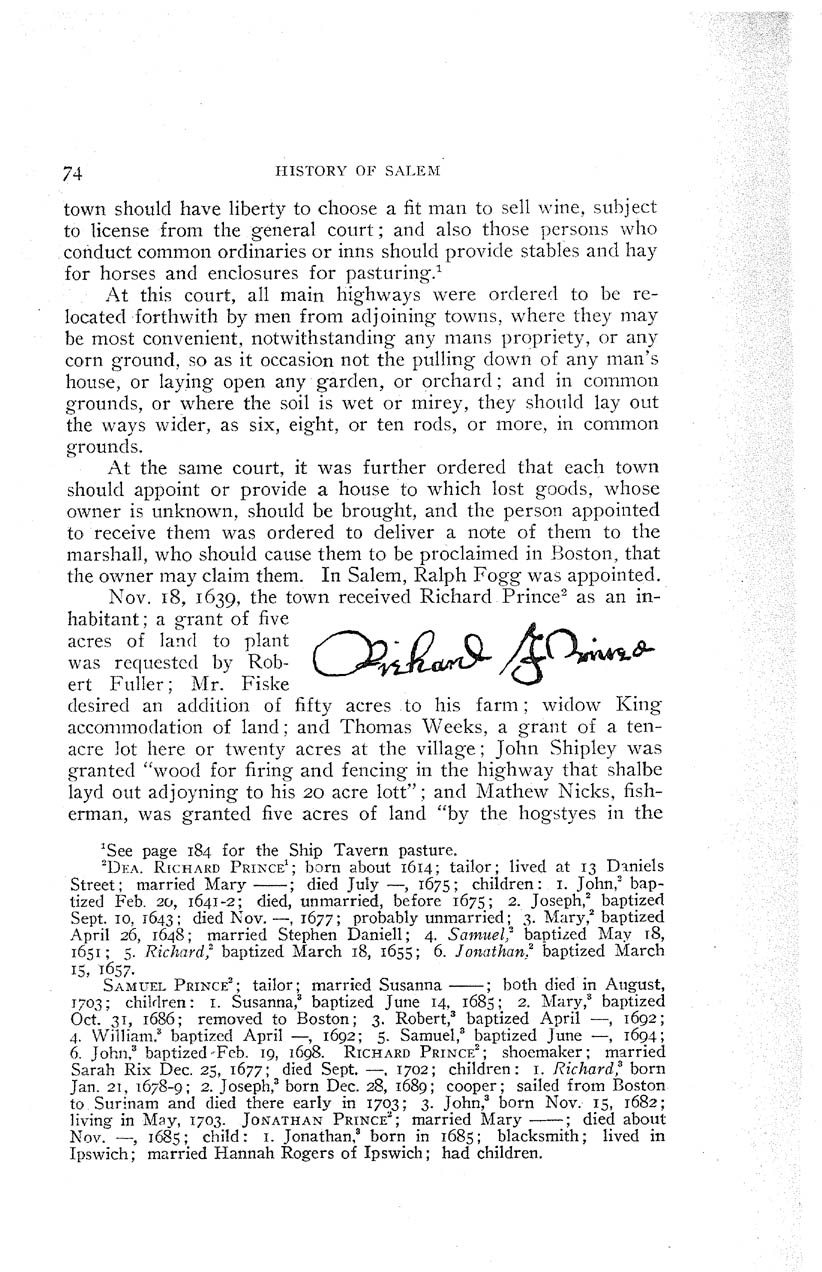 74 HISTORY OF SALEM
town should have liberty to choose a fit man to sell wine, subject
to license from the general court; and also those persons who
conduct common ordinaries or inns should provide stables and hay
for horses and enclosures for pasturing.¹
At this court, all main highways were ordered to be re-
located forthwith by men from adjoining towns, where they may
be most convenient, notwithstanding any mans propriety, or any
corn ground, so as it occasion not the pulling down of any man's
house, or laying open any garden, or orchard; and in common
grounds, or where the soil is wet or mirey, they should lay out
the ways wider, as six, eight, or ten rods, or more, in common
grounds.
At the same court, it was further ordered that each town
should appoint or provide a house to which lost goods, whose
owner is unknown, should be brought, and the person appointed
to receive them was ordered to deliver a note of them to the
marshall, who should cause them to be proclaimed in Boston, that
the owner may claim them. In Salem, Ralph Fogg was appointed.
Nov. 18, 1639, the town received Richard Prince² as an in-
habitant; a grant of five
acres of land to plant
was requested by Rob-
ert Fuller; Mr. Fiske
Richard Prince
desired an addition of fifty acres to his farm; widow King
accommodation of land; and Thomas Weeks, a grant of a ten-
acre lot here or twenty acres at the village; John Shipley was
granted "wood for firing and fencing in the highway that shalbe
layd out adjoyning to his 20 acre lott"; and Mathew Nicks, fish-
erman, was granted five acres of land "by the hogstyes in the
¹See page 184 for the Ship Tavern pasture.
²DEA. RICHARD PRINCE¹; born about 1614; tailor; lived at 13 Daniels
Street; married Mary ——; died July —, 1675; children: 1. John,² bap-
tized Feb. 20, 1641-2; died, unmarried, before 1675; 2. Joseph,² baptized
Sept. 10, 1643; died Nov. —, 1677; probably unmarried; 3. Mary,² baptized
April 26, 1648; married Stephen Daniell; 4. Samuel,² baptized May 18,
1651; 5. Richard,² baptized March 18, 1655; 6. Jonathan,² baptized March
15, 1657.
SAMUEL PRINCE²; tailor; married Susanna ——; both died in August,
1703; children: 1. Susanna,³ baptized June 14, 1685; 2. Mary,³ baptized
Oct. 31, 1686; removed to Boston; 3. Robert,³ baptized April —, 1692;
4. William,³ baptized April —, 1692; 5. Samuel,³ baptized June —, 1694;
6. John,³ baptized Feb. 19, 1698. RICHARD PRINCE²; shoemaker; married
Sarah Rix Dec. 25, 1677; died Sept. —, 1702; children: 1. Richard,³ born
Jan. 21, 1678-9; 2. Joseph,³ born Dec. 28, 1689; cooper; sailed from Boston
to Surinam and died there early in 1703; 3. John,³ born Nov. 15, 1682;
living in May, 1703. JONATHAN PRINCE²; married Mary ——; died about
Nov. —, 1685; child: 1. Jonathan,³ born in 1685; blacksmith; lived in
Ipswich; married Hannah Rogers of Ipswich; had children.